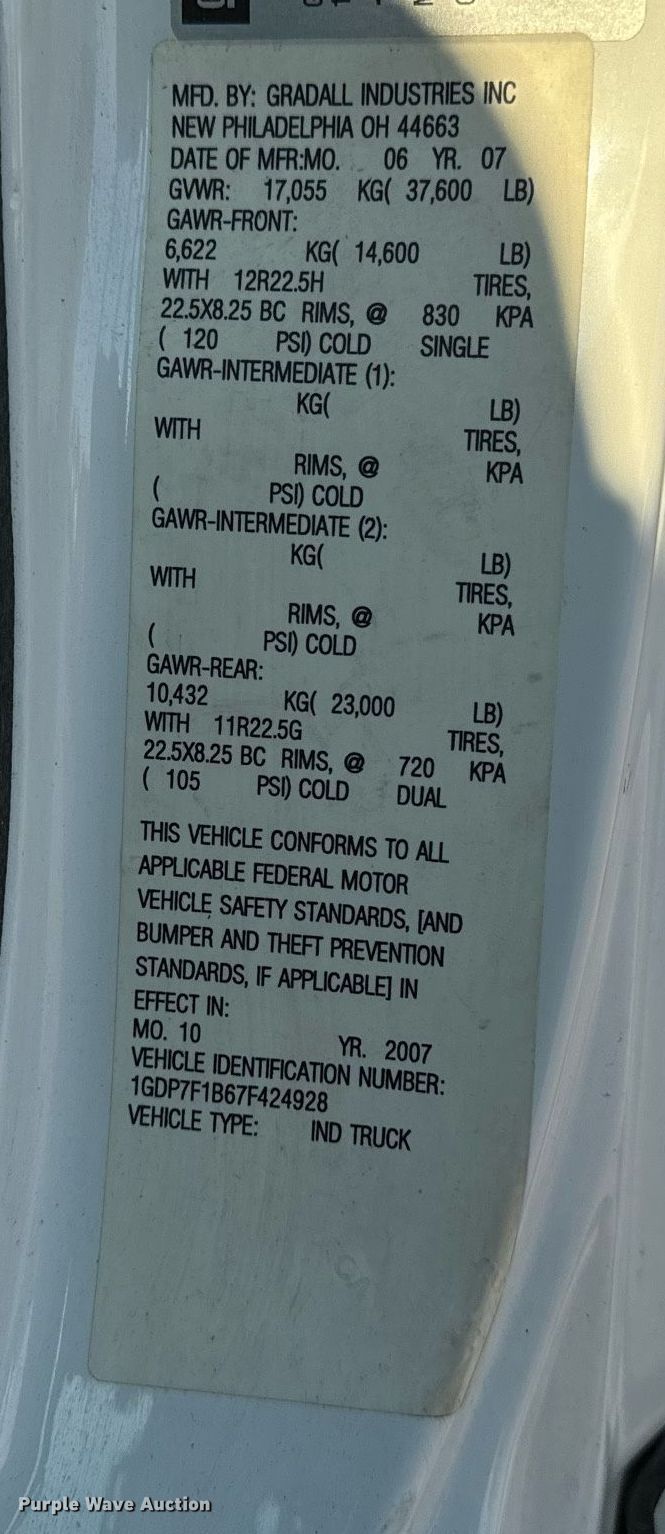 MFD. BY: GRADALL INDUSTRIES INC
NEW PHILADELPHIA OH 44663
DATE OF MFR:MO. 06 YR. 07
GVWR: 17,055 KG( 37,600 LB)
GAWR-FRONT:
6,622 KG( 14,600 LB)
WITH 12R22.5H TIRES,
22.5X8.25 BC RIMS, @ 830 KPA
( 120 PSI) COLD SINGLE
GAWR-INTERMEDIATE (1):
KG( LB)
WITH TIRES,
RIMS, @ KPA
( PSI) COLD
GAWR-INTERMEDIATE (2):
KG( LB)
WITH TIRES,
RIMS, @ KPA
( PSI) COLD
GAWR-REAR:
10,432 KG( 23,000 LB)
WITH 11R22.5G TIRES,
22.5X8.25 BC RIMS, @ 720 KPA
( 105 PSI) COLD DUAL
THIS VEHICLE CONFORMS TO ALL
APPLICABLE FEDERAL MOTOR
VEHICLE SAFETY STANDARDS, [AND
BUMPER AND THEFT PREVENTION
STANDARDS, IF APPLICABLE] IN
EFFECT IN:
MO. 10 YR. 2007
VEHICLE IDENTIFICATION NUMBER:
1GDP7F1B67F424928
VEHICLE TYPE: IND TRUCK
Purple Wave Auction